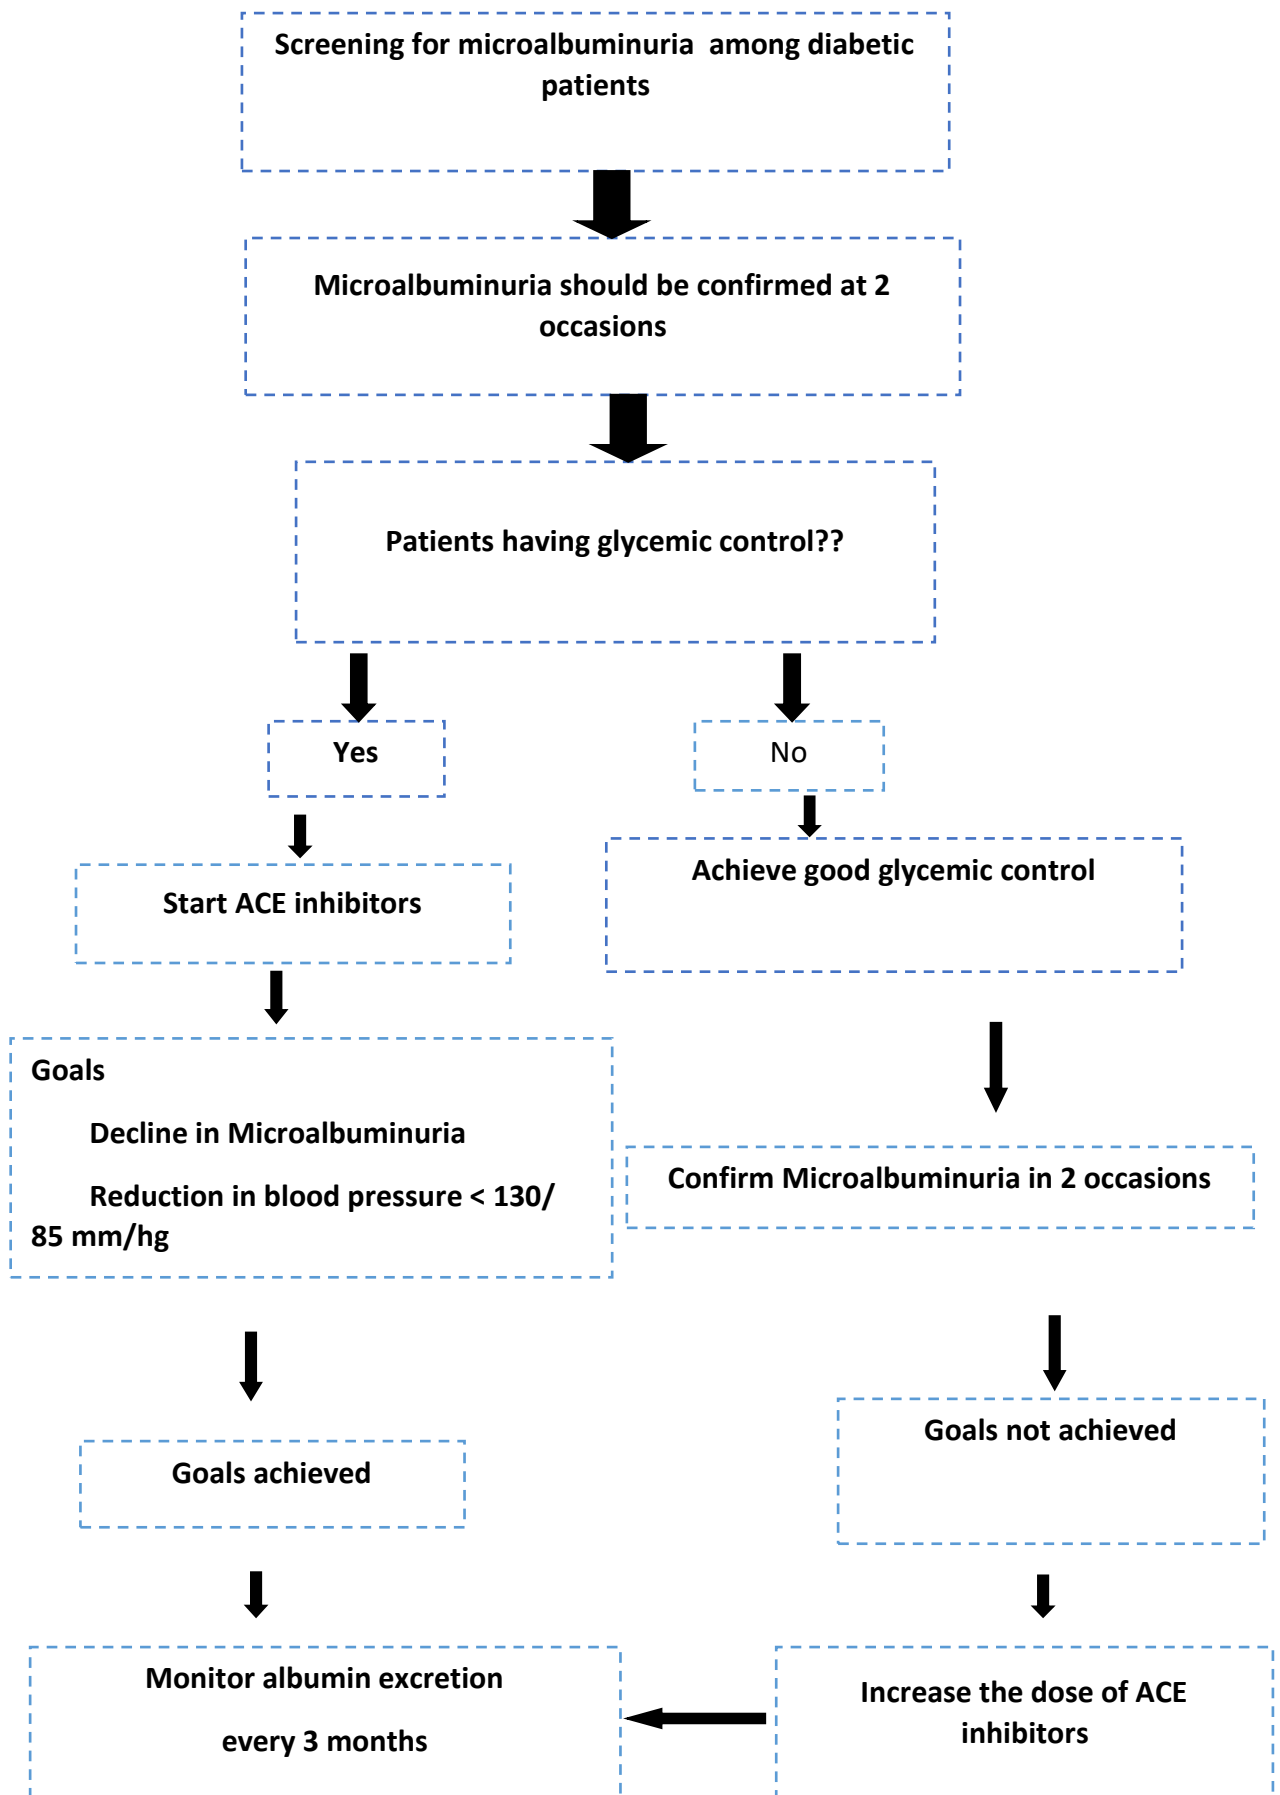 Screening for microalbuminuria  among diabetic
patients
Microalbuminuria should be confirmed at 2
occasions
Patients having glycemic control??
Yes
No
Start ACE inhibitors
Achieve good glycemic control
Goals
Decline in Microalbuminuria
Reduction in blood pressure < 130/
85 mm/hg
Confirm Microalbuminuria in 2 occasions
Goals achieved
Goals not achieved
Monitor albumin excretion
every 3 months
Increase the dose of ACE
inhibitors